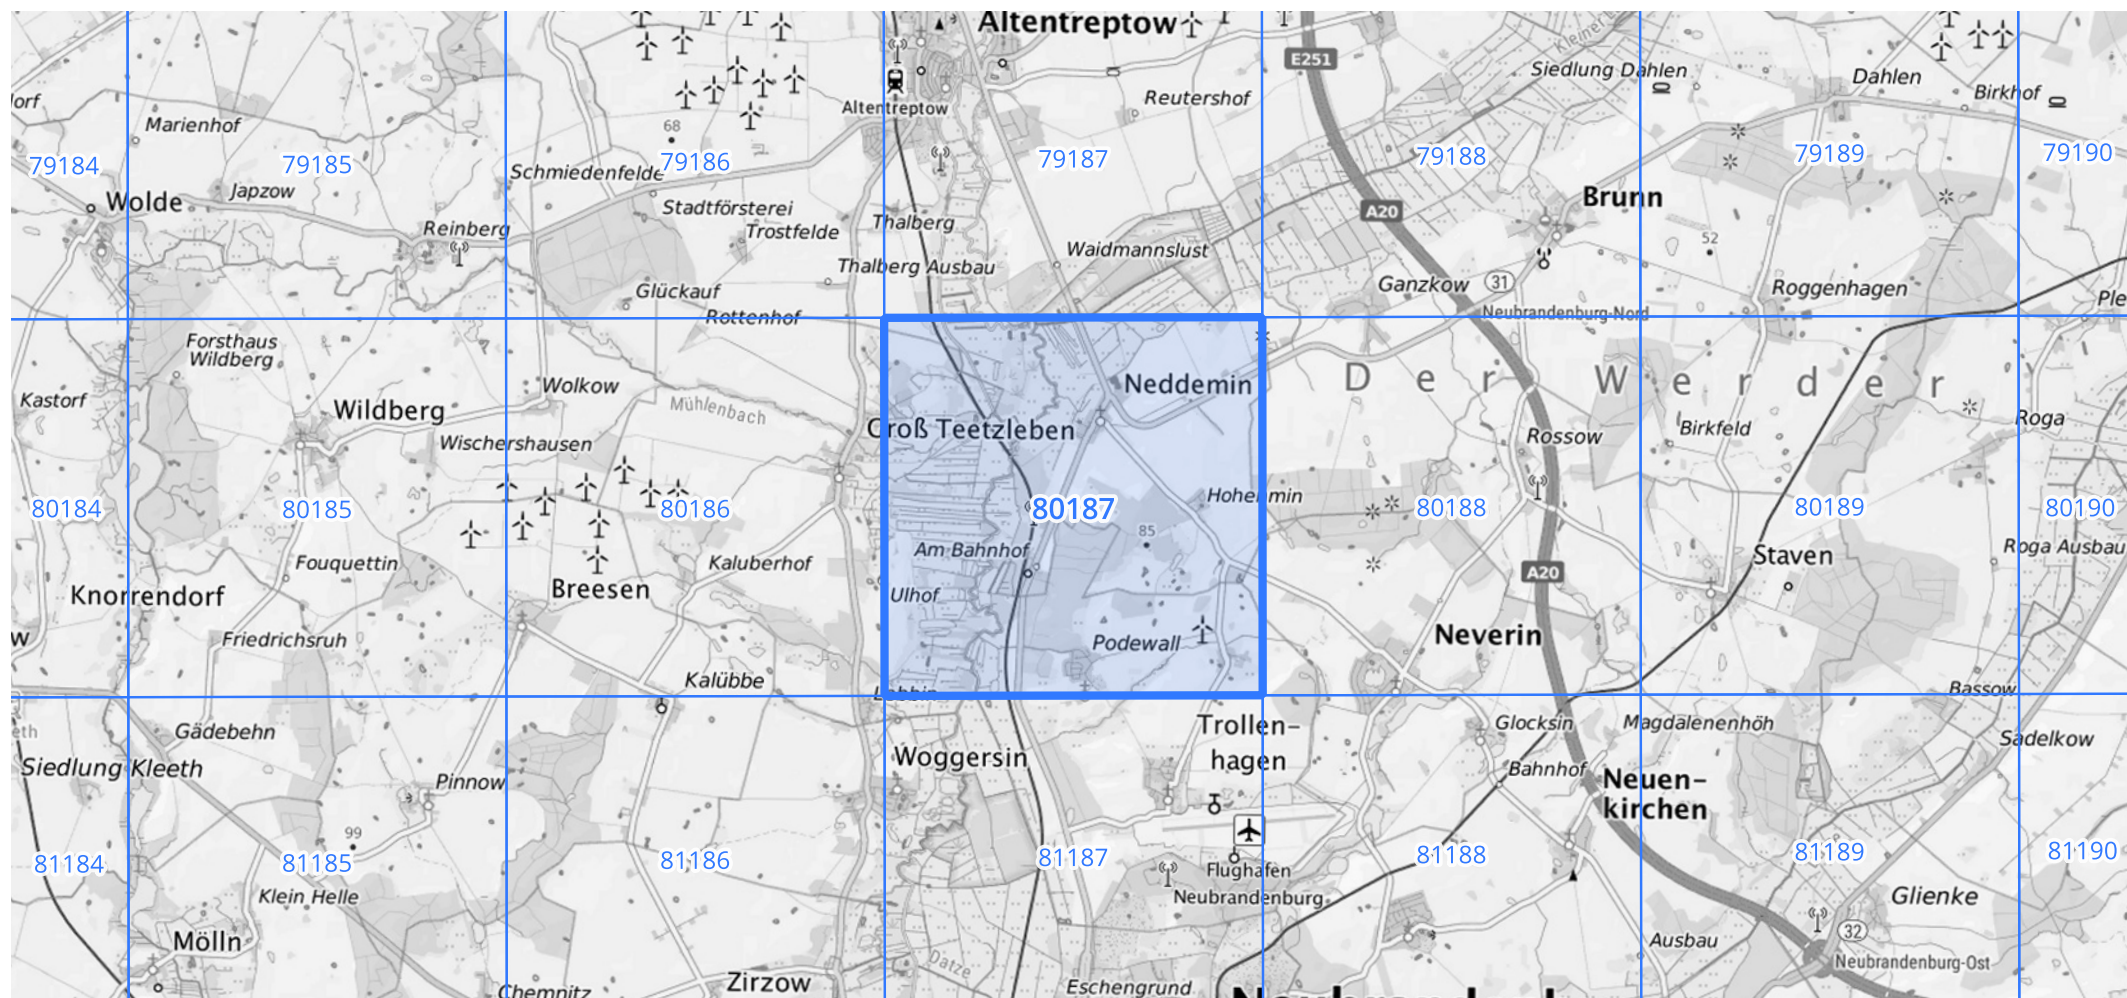 Altentreptow
E251
Kleiner
Siedlung Dahlen
Dahlen
Birkhof
Reutershof
Altentreptow
Marienhof
68
79184
79185
79186
79187
79188
79189
79190
Schmiedenfelde
Wolde
Japzow
Stadtförsterei
Trostfelde
Thalberg
A20
Brunn
Reinberg
Waidmannslust
52
Thalberg Ausbau
Glückauf
Ganzkow
31
Roggenhagen
Rottenhof
Neubrandenburg-Nord
Forsthaus
Wildberg
Kastorf
Wolkow
Neddemin
Der Werder
Wildberg
Mühlenbach
Groß Teetzleben
Birkfeld
Roga
Wischershausen
Rossow
Hohenmin
80184
80185
80186
80187
80188
80189
80190
85
Am Bahnhof
Roga Ausbau
Fouquettin
Kaluberhof
Staven
A20
Knorrendorf
Breesen
Ulhof
w
Friedrichsruh
Podewall
Neverin
Kalübbe
Bassow
Gädebehn
Trollen-
hagen
Glocksin
Magdalenenhöh
Sadelkow
Siedlung Kleeth
Woggersin
Bahnhof
Neuen-
kirchen
Pinnow
99
81184
81185
81186
81187
81188
81189
81190
Flughafen
Neubrandenburg
Klein Helle
Glienke
Mölln
32
Ausbau
Datze
Neubrandenburg-Ost
Zirzow
Eschengrund
Chemnitz